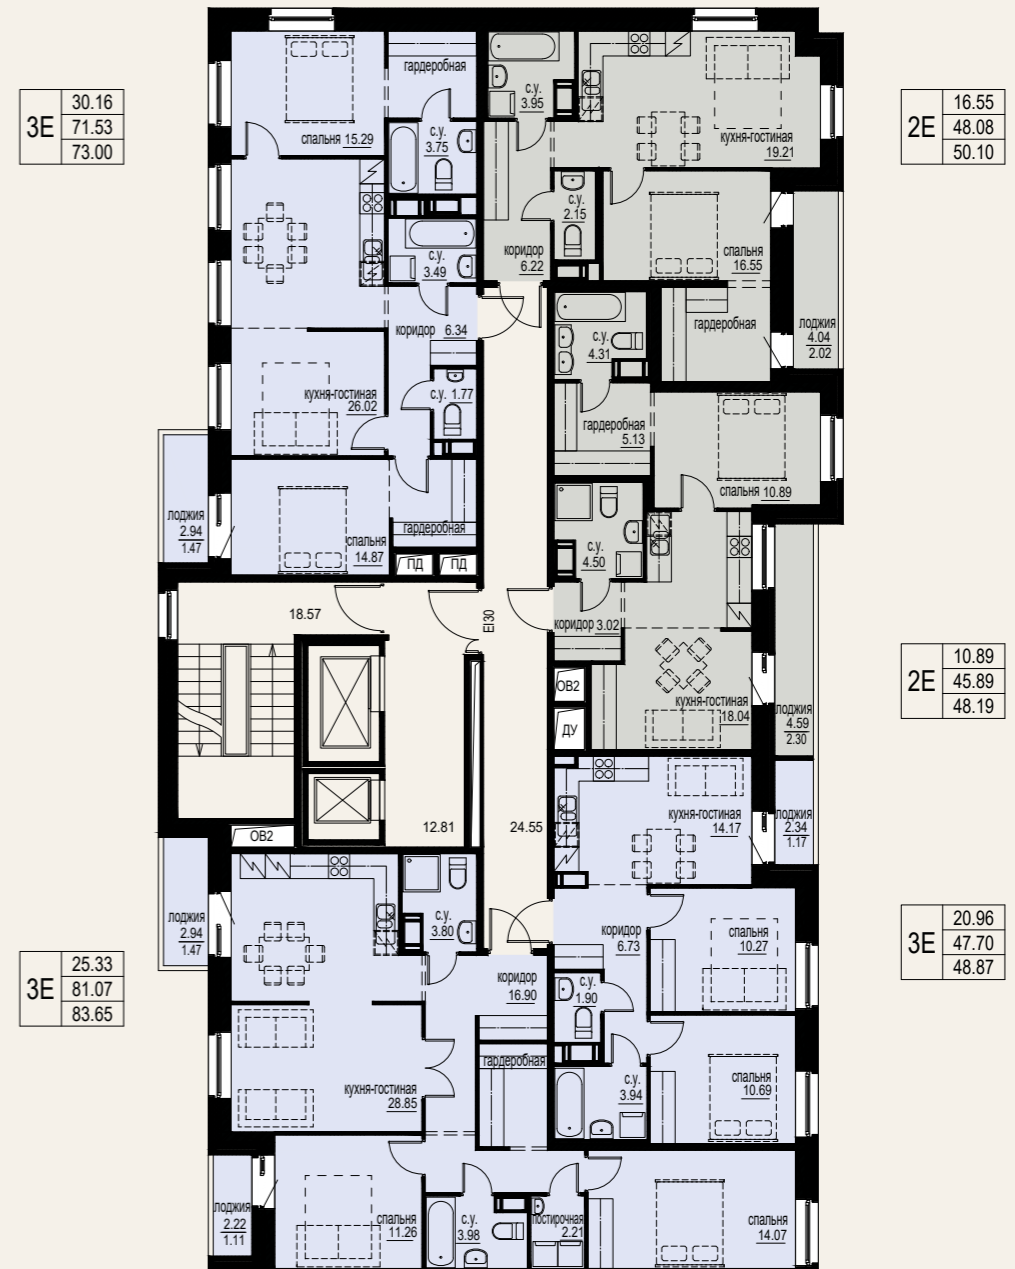 3Е
30.16
71.53
73.00
2Е
16.55
48.08
50.10
2Е
10.89
45.89
48.19
3Е
25.33
81.07
83.65
3Е
20.96
47.70
48.87
спальня 15.29
гардеробная
с.у.
3.75
с.у.
3.49
коридор 6.34
кухня-гостиная
26.02
с.у. 1.77
лоджия
2.94
1.47
спальня
14.87
гардеробная
ПД
ПД
с.у.
3.95
кухня-гостиная
19.21
с.у.
2.15
коридор
6.22
спальня
16.55
гардеробная
лоджия
4.04
2.02
с.у.
4.31
гардеробная
5.13
спальня 10.89
с.у.
4.50
коридор 3.02
кухня-гостиная
18.04
лоджия
4.59
2.30
ОВ2
ДУ
18.57
EI30
12.81
24.55
ОВ2
кухня-гостиная
14.17
лоджия
2.34
1.17
коридор
6.73
спальня
10.27
с.у.
1.90
с.у.
3.94
спальня
10.69
лоджия
2.94
1.47
с.у.
3.80
коридор
16.90
гардеробная
кухня-гостиная
28.85
лоджия
2.22
1.11
спальня
11.26
с.у.
3.98
постирочная
2.21
спальня
14.07